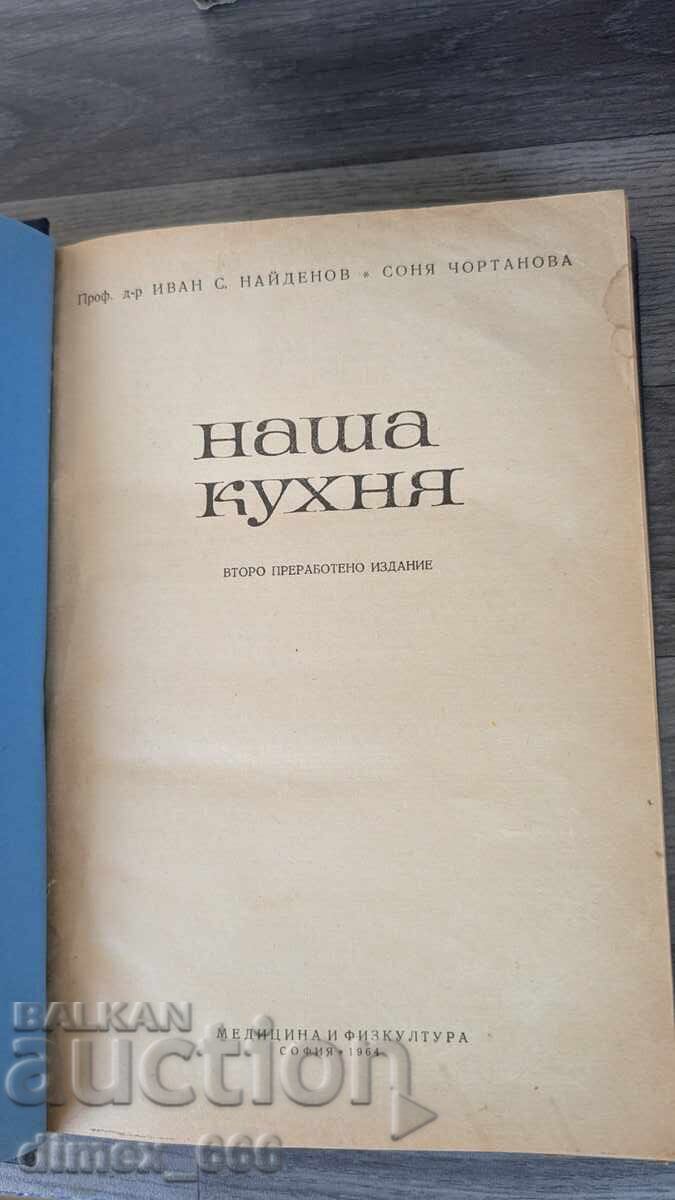 Проф. д-р ИВАН С. НАЙДЕНОВ * СОНЯ ЧОРТАНОВА
наша
кухня
ВТОРО ПРЕРАБОТЕНО ИЗДАНИЕ
МЕДИЦИНА И ФИЗКУЛТУРА
СОФИЯ • 1964
BALKAN
auction
dimex_666